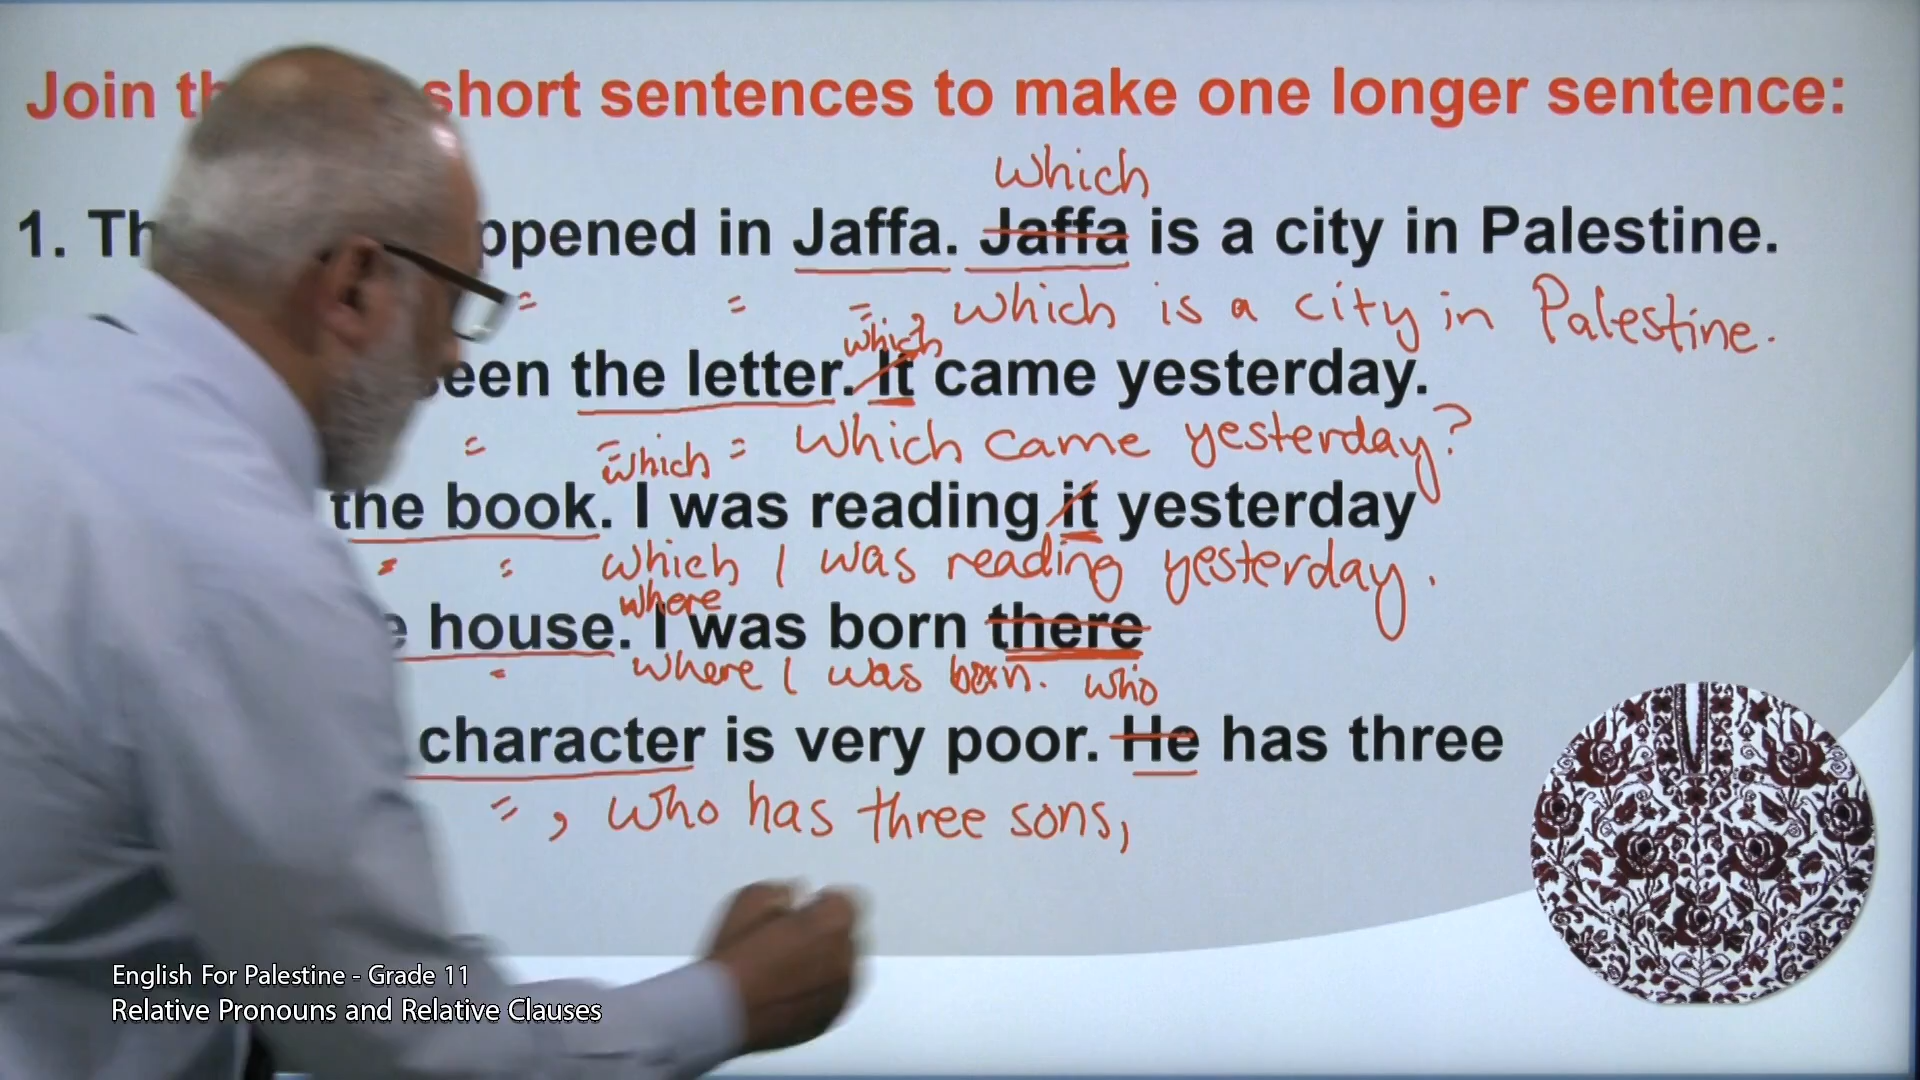 Join th short sentences to make one longer sentence:
which
1. Th ppened in Jaffa. Jaffa is a city in Palestine.
= = = , which is a city in Palestine.
which
een the letter. It came yesterday.
= = = which came yesterday?
which
the book. I was reading it yesterday
= = which I was reading yesterday.
where
e house. I was born there
= where I was born.
who
character is very poor. He has three
= , who has three sons,
English For Palestine - Grade 11
Relative Pronouns and Relative Clauses